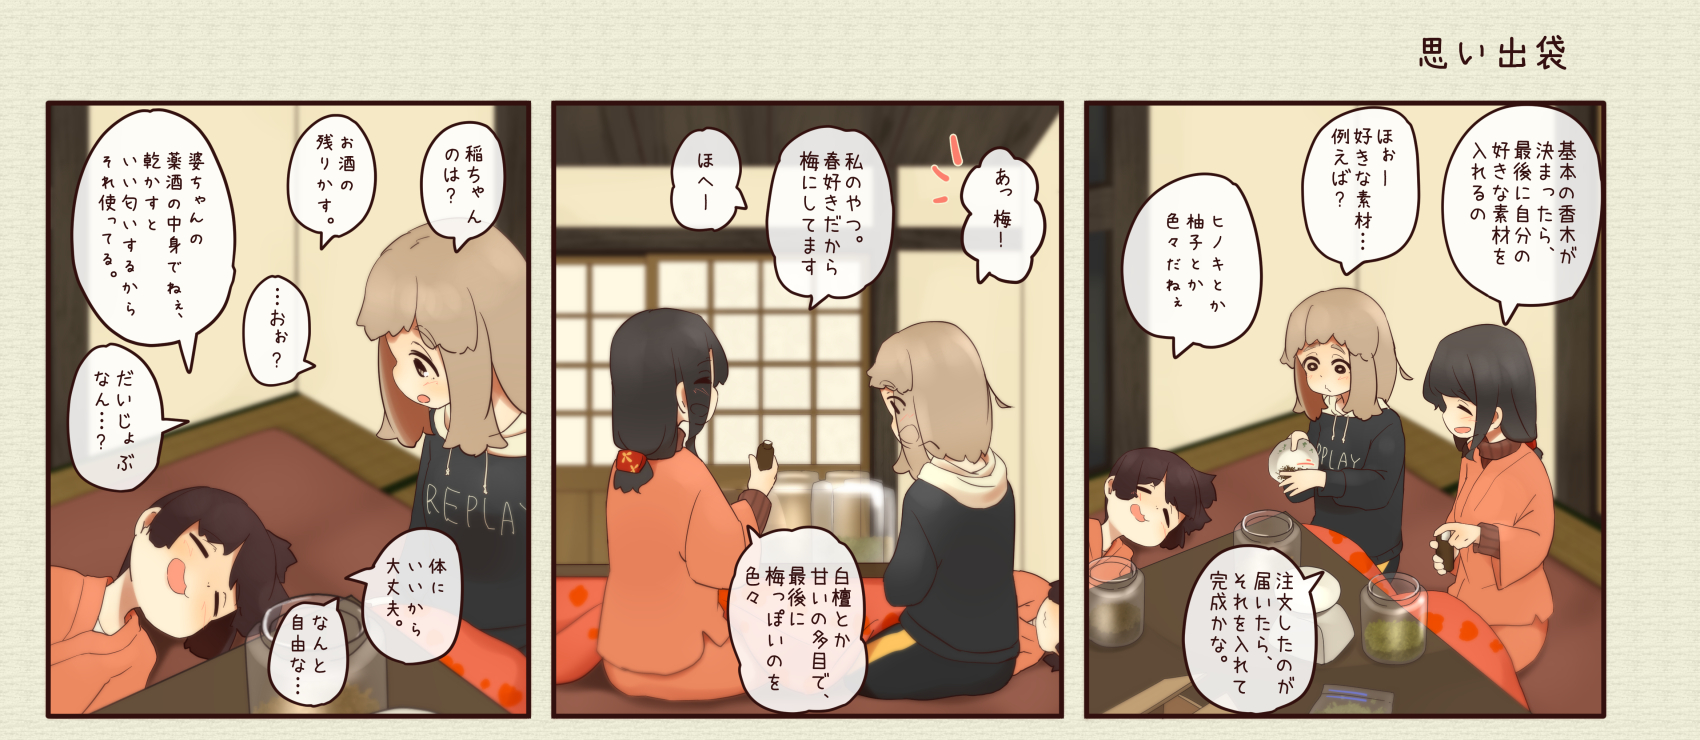 思い出袋
基本の香木が
決まったら、
最後に自分の
好きな素材を
入れるの
ほぉー
好きな素材…
例えば？
ヒノキとか
柚子とか
色々だねぇ
注文したのが
届いたら、
それを入れて
完成かな。
REPLAY
あっ 梅！
私のやつ。
春好きだから
梅にしてます
ほへー
白檀とか
甘いの多目で、
最後に
梅っぽいのを
色々
稲ちゃん
のは？
お酒の
残りかす。
…おぉ？
婆ちゃんの
薬酒の中身でねぇ、
乾かすと
いい匂いするから
それ使ってる。
だいじょぶ
なん…？
体に
いいから
大丈夫。
なんと
自由な…
REPLAY